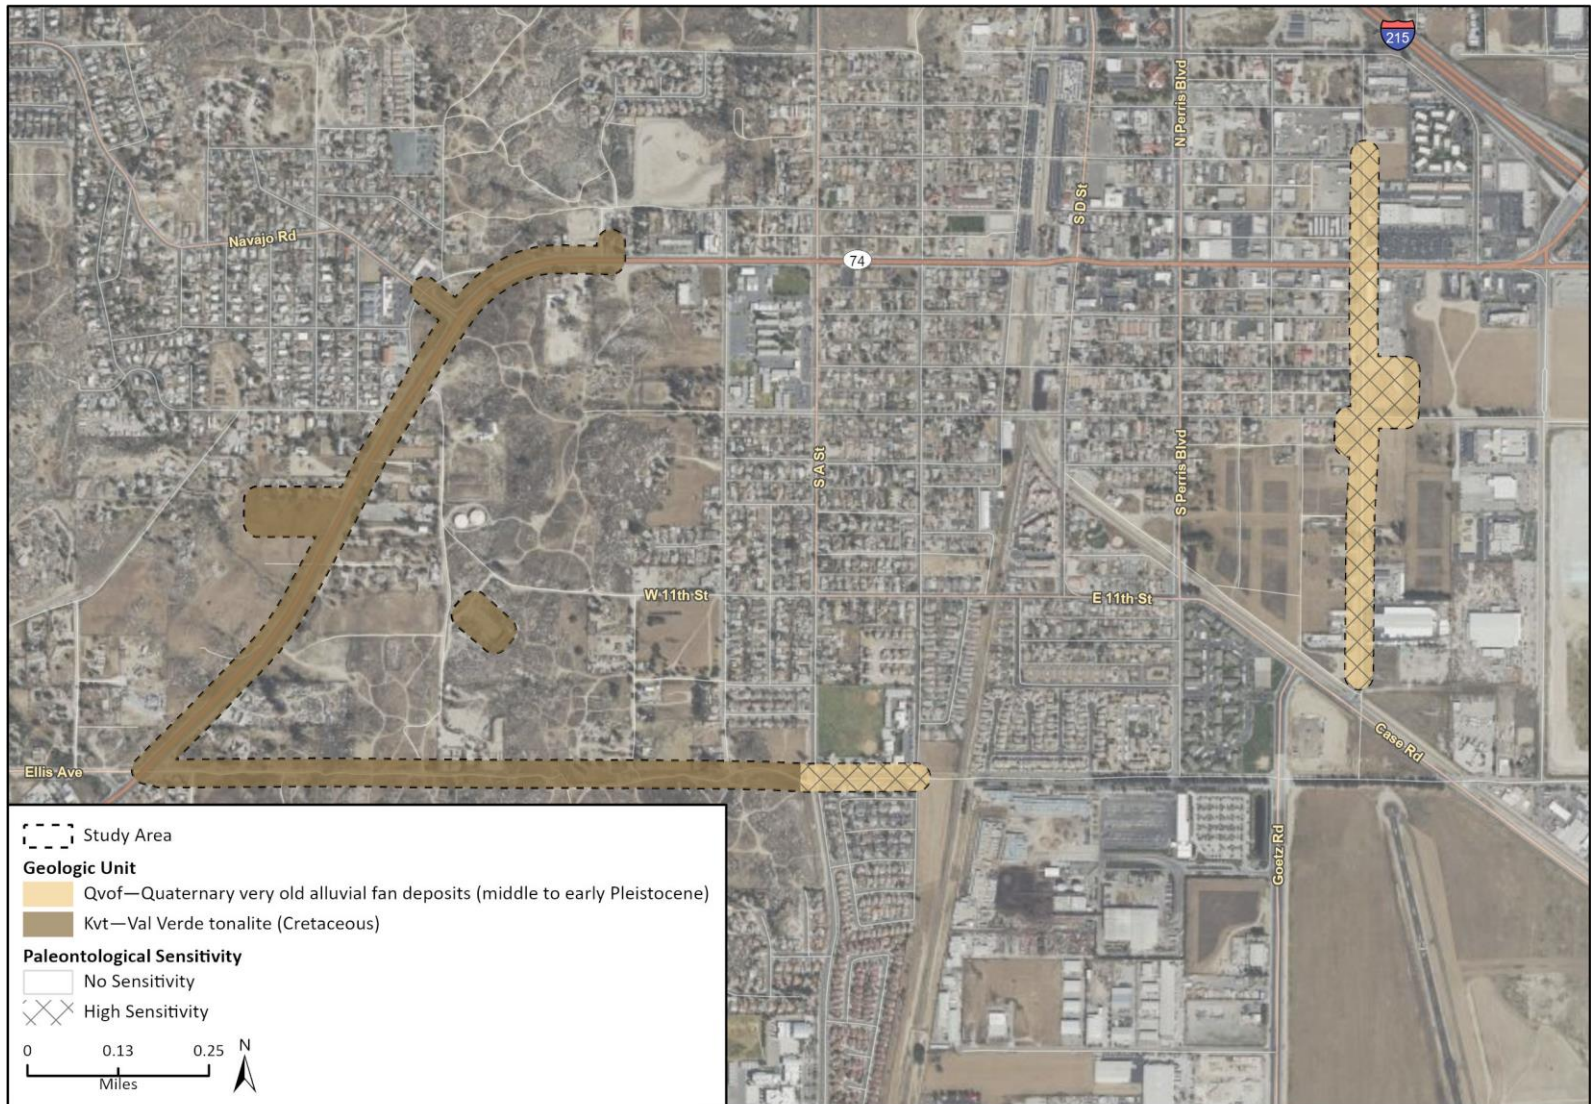 215
N Perris Blvd
S D St
Navajo Rd
74
S A St
S Perris Blvd
W 11th St
E 11th St
Case Rd
Ellis Ave
Goetz Rd
Study Area
Geologic Unit
Qvof—Quaternary very old alluvial fan deposits (middle to early Pleistocene)
Kvt—Val Verde tonalite (Cretaceous)
Paleontological Sensitivity
No Sensitivity
High Sensitivity
0 0.13 0.25
Miles
N